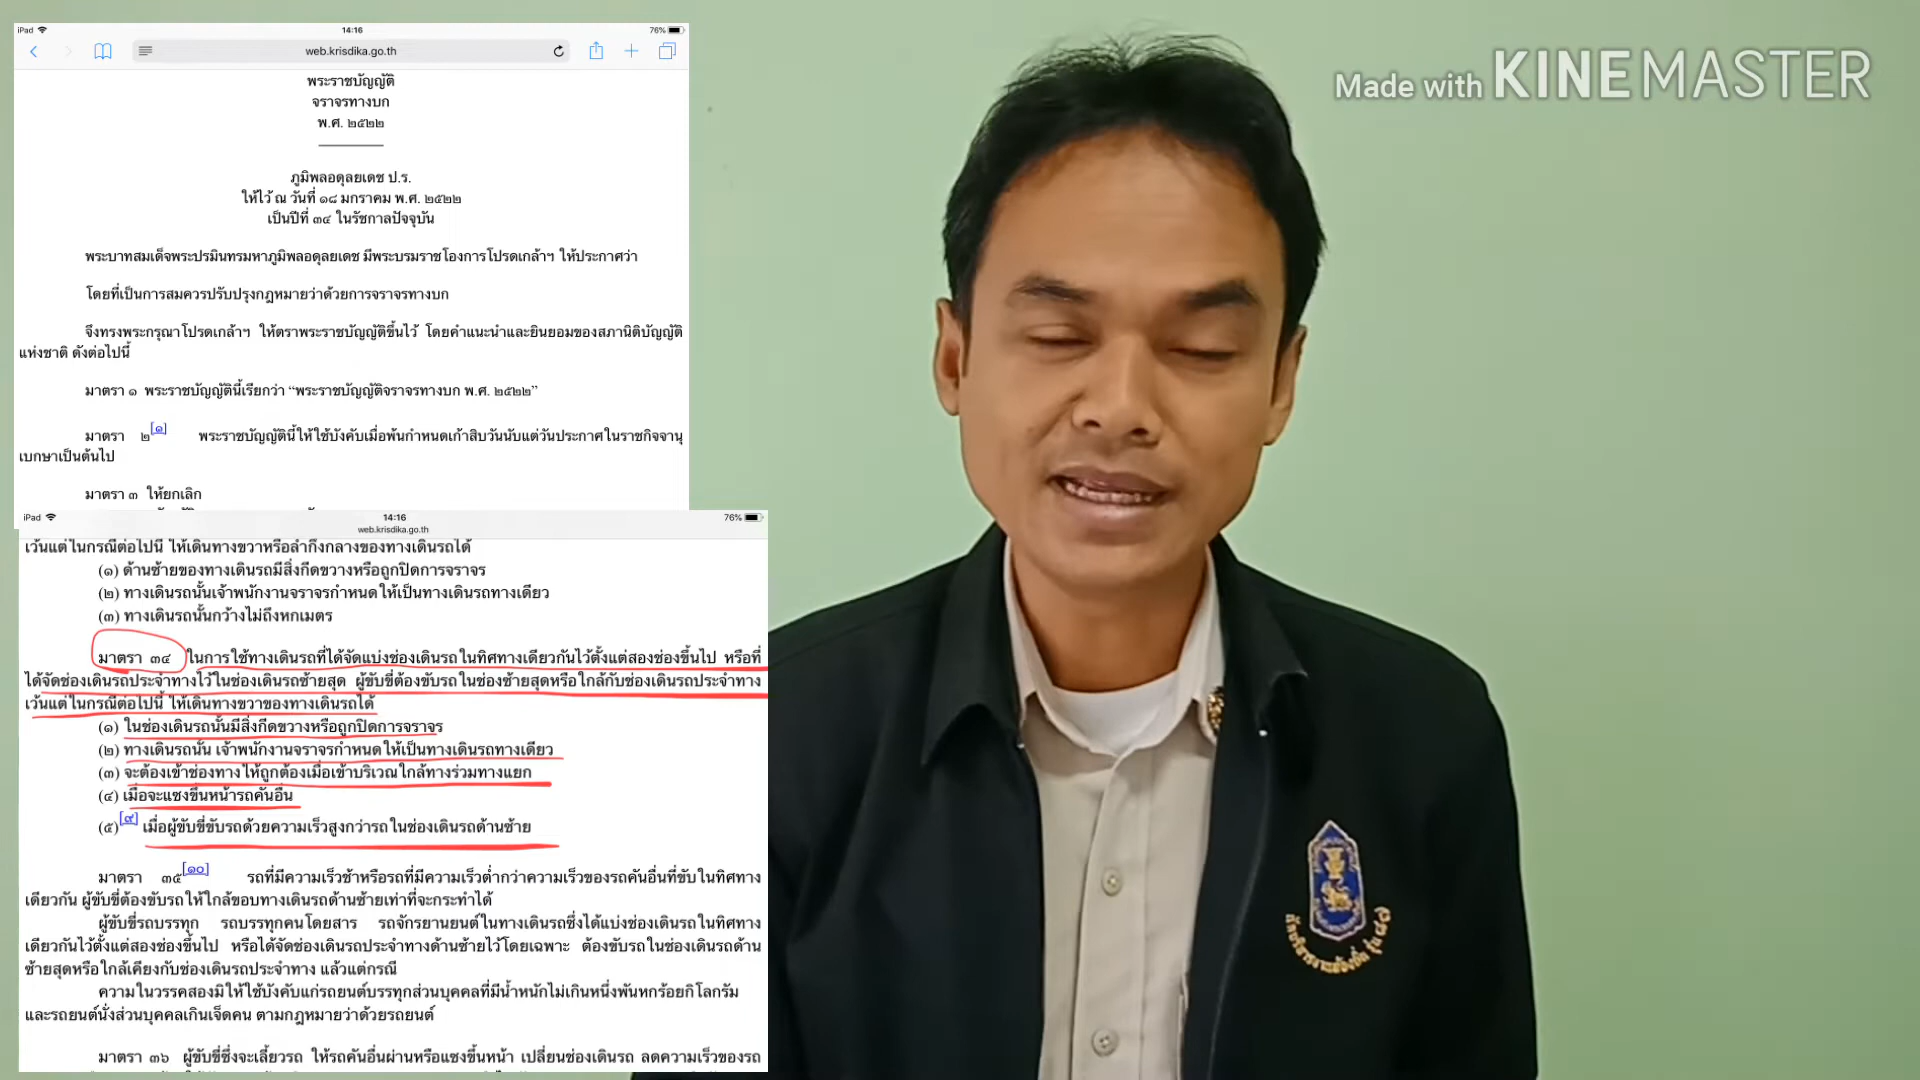 iPad
14:16
76%
web.krisdika.go.th
พระราชบัญญัติ
จราจรทางบก
พ.ศ. ๒๕๒๒
ภูมิพลอดุลยเดช ป.ร.
ให้ไว้ ณ วันที่ ๑๘ มกราคม พ.ศ. ๒๕๒๒
เป็นปีที่ ๓๔ ในรัชกาลปัจจุบัน
พระบาทสมเด็จพระปรมินทรมหาภูมิพลอดุลยเดช มีพระบรมราชโองการโปรดเกล้าฯ ให้ประกาศว่า
โดยที่เป็นการสมควรปรับปรุงกฎหมายว่าด้วยการจราจรทางบก
จึงทรงพระกรุณาโปรดเกล้าฯ ให้ตราพระราชบัญญัติขึ้นไว้ โดยคำแนะนำและยินยอมของสภานิติบัญญัติ
แห่งชาติ ดังต่อไปนี้
มาตรา ๑ พระราชบัญญัตินี้เรียกว่า “พระราชบัญญัติจราจรทางบก พ.ศ. ๒๕๒๒”
มาตรา ๒[๑] พระราชบัญญัตินี้ให้ใช้บังคับเมื่อพ้นกำหนดเก้าสิบวันนับแต่วันประกาศในราชกิจจานุ
เบกษาเป็นต้นไป
มาตรา ๓ ให้ยกเลิก
iPad
14:16
76%
web.krisdika.go.th
เว้นแต่ในกรณีต่อไปนี้ ให้เดินทางขวาหรือล้ำกึ่งกลางของทางเดินรถได้
(๑) ด้านซ้ายของทางเดินรถมีสิ่งกีดขวางหรือถูกปิดการจราจร
(๒) ทางเดินรถนั้นเจ้าพนักงานจราจรกำหนดให้เป็นทางเดินรถทางเดียว
(๓) ทางเดินรถนั้นกว้างไม่ถึงหกเมตร
มาตรา ๓๔ ในการใช้ทางเดินรถที่ได้จัดแบ่งช่องเดินรถในทิศทางเดียวกันไว้ตั้งแต่สองช่องขึ้นไป หรือที่
ได้จัดช่องเดินรถประจำทางไว้ในช่องเดินรถซ้ายสุด ผู้ขับขี่ต้องขับรถในช่องซ้ายสุดหรือใกล้กับช่องเดินรถประจำทาง
เว้นแต่ในกรณีต่อไปนี้ ให้เดินทางขวาของทางเดินรถได้
(๑) ในช่องเดินรถนั้นมีสิ่งกีดขวางหรือถูกปิดการจราจร
(๒) ทางเดินรถนั้น เจ้าพนักงานจราจรกำหนดให้เป็นทางเดินรถทางเดียว
(๓) จะต้องเข้าช่องทางให้ถูกต้องเมื่อเข้าบริเวณใกล้ทางร่วมทางแยก
(๔) เมื่อจะแซงขึ้นหน้ารถคันอื่น
(๕)[๙] เมื่อผู้ขับขี่ขับรถด้วยความเร็วสูงกว่ารถในช่องเดินรถด้านซ้าย
มาตรา ๓๕[๑๐] รถที่มีความเร็วช้าหรือรถที่มีความเร็วต่ำกว่าความเร็วของรถคันอื่นที่ขับในทิศทาง
เดียวกัน ผู้ขับขี่ต้องขับรถให้ใกล้ขอบทางเดินรถด้านซ้ายเท่าที่จะกระทำได้
ผู้ขับขี่รถบรรทุก รถบรรทุกคนโดยสาร รถจักรยานยนต์ในทางเดินรถซึ่งได้แบ่งช่องเดินรถในทิศทาง
เดียวกันไว้ตั้งแต่สองช่องขึ้นไป หรือได้จัดช่องเดินรถประจำทางด้านซ้ายไว้โดยเฉพาะ ต้องขับรถในช่องเดินรถด้าน
ซ้ายสุดหรือใกล้เคียงกับช่องเดินรถประจำทาง แล้วแต่กรณี
ความในวรรคสองมิให้ใช้บังคับแก่รถยนต์บรรทุกส่วนบุคคลที่มีน้ำหนักไม่เกินหนึ่งพันหกร้อยกิโลกรัม
และรถยนต์นั่งส่วนบุคคลเกินเจ็ดคน ตามกฎหมายว่าด้วยรถยนต์
มาตรา ๓๖ ผู้ขับขี่ซึ่งจะเลี้ยวรถ ให้รถคันอื่นผ่านหรือแซงขึ้นหน้า เปลี่ยนช่องเดินรถ ลดความเร็วของรถ
Made with KINEMASTER
นักบริหารงานท้องถิ่น รุ่น ๘๗